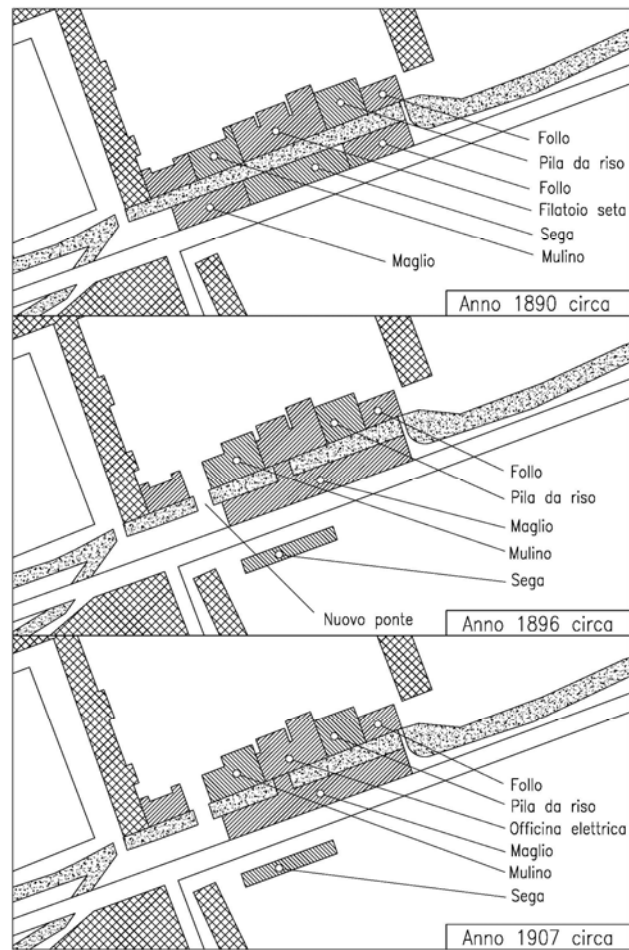 Follo
Pila da riso
Follo
Filatoio seta
Sega
Mulino
Maglio
Anno 1890 circa
Follo
Pila da riso
Maglio
Mulino
Sega
Nuovo ponte
Anno 1896 circa
Follo
Pila da riso
Officina elettrica
Maglio
Mulino
Sega
Anno 1907 circa